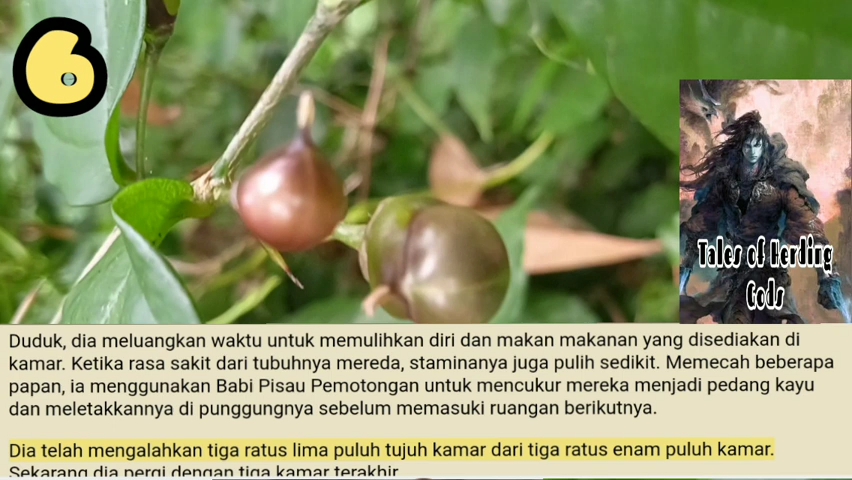 6
Tales of Herding
Gods
Duduk, dia meluangkan waktu untuk memulihkan diri dan makan makanan yang disediakan di
kamar. Ketika rasa sakit dari tubuhnya mereda, staminanya juga pulih sedikit. Memecah beberapa
papan, ia menggunakan Babi Pisau Pemotongan untuk mencukur mereka menjadi pedang kayu
dan meletakkannya di punggungnya sebelum memasuki ruangan berikutnya.
Dia telah mengalahkan tiga ratus lima puluh tujuh kamar dari tiga ratus enam puluh kamar.
Sekarang dia pergi dengan tiga kamar terakhir